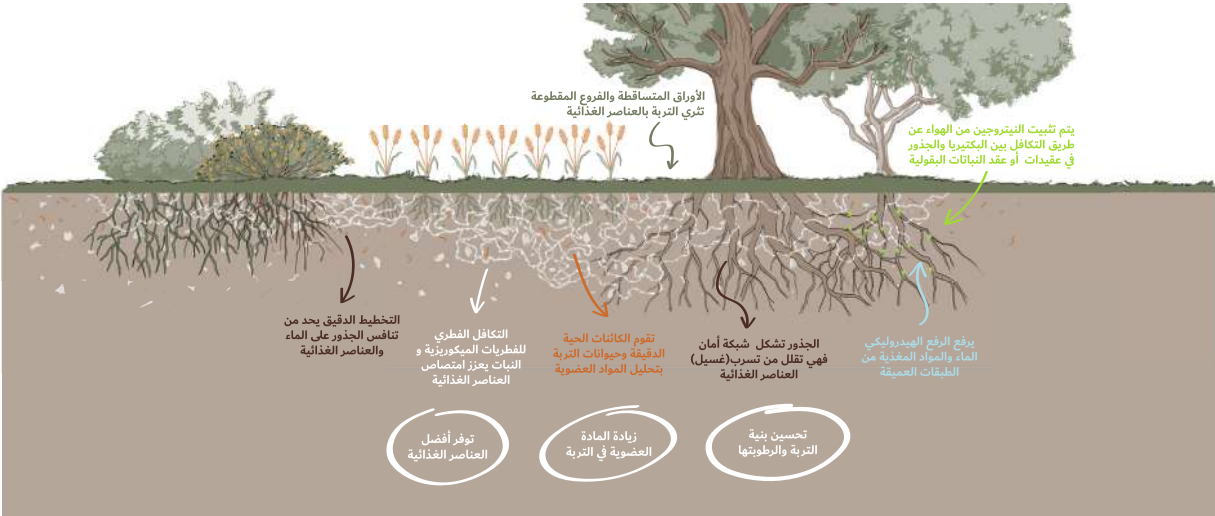 الأوراق المتساقطة والفروع المقطوعة
تثري التربة بالعناصر الغذائية
يتم تثبيت النيتروجين من الهواء عن
طريق التكافل بين البكتيريا والجذور
في عقيدات أو عقد النباتات البقولية
يرفع الرفع الهيدروليكي
الماء والمواد المغذية من
الطبقات العميقة
الجذور تشكل شبكة أمان
فهي تقلل من تسرب(غسيل)
العناصر الغذائية
تقوم الكائنات الحية
الدقيقة وحيوانات التربة
بتحليل المواد العضوية
التكافل الفطري
للفطريات الميكوريزية و
النبات يعزز امتصاص
العناصر الغذائية
التخطيط الدقيق يحد من
تنافس الجذور على الماء
والعناصر الغذائية
تحسين بنية
التربة والرطوبتها
زيادة المادة
العضوية في التربة
توفر أفضل
العناصر الغذائية